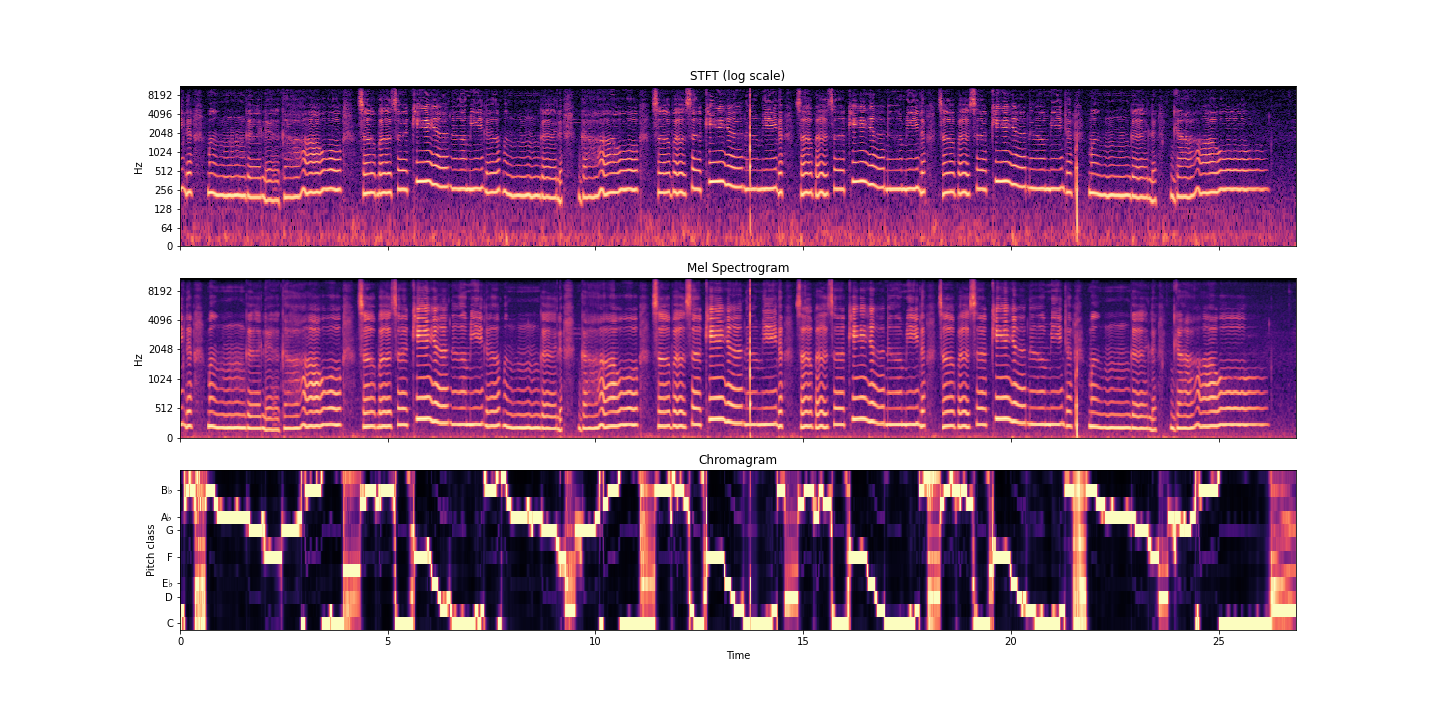 STFT (log scale)
8192
4096
2048
1024
512
256
128
64
0
Hz
Mel Spectrogram
8192
4096
2048
1024
512
0
Hz
Chromagram
B♭
A♭
G
F
E♭
D
C
Pitch class
0 5 10 15 20 25
Time